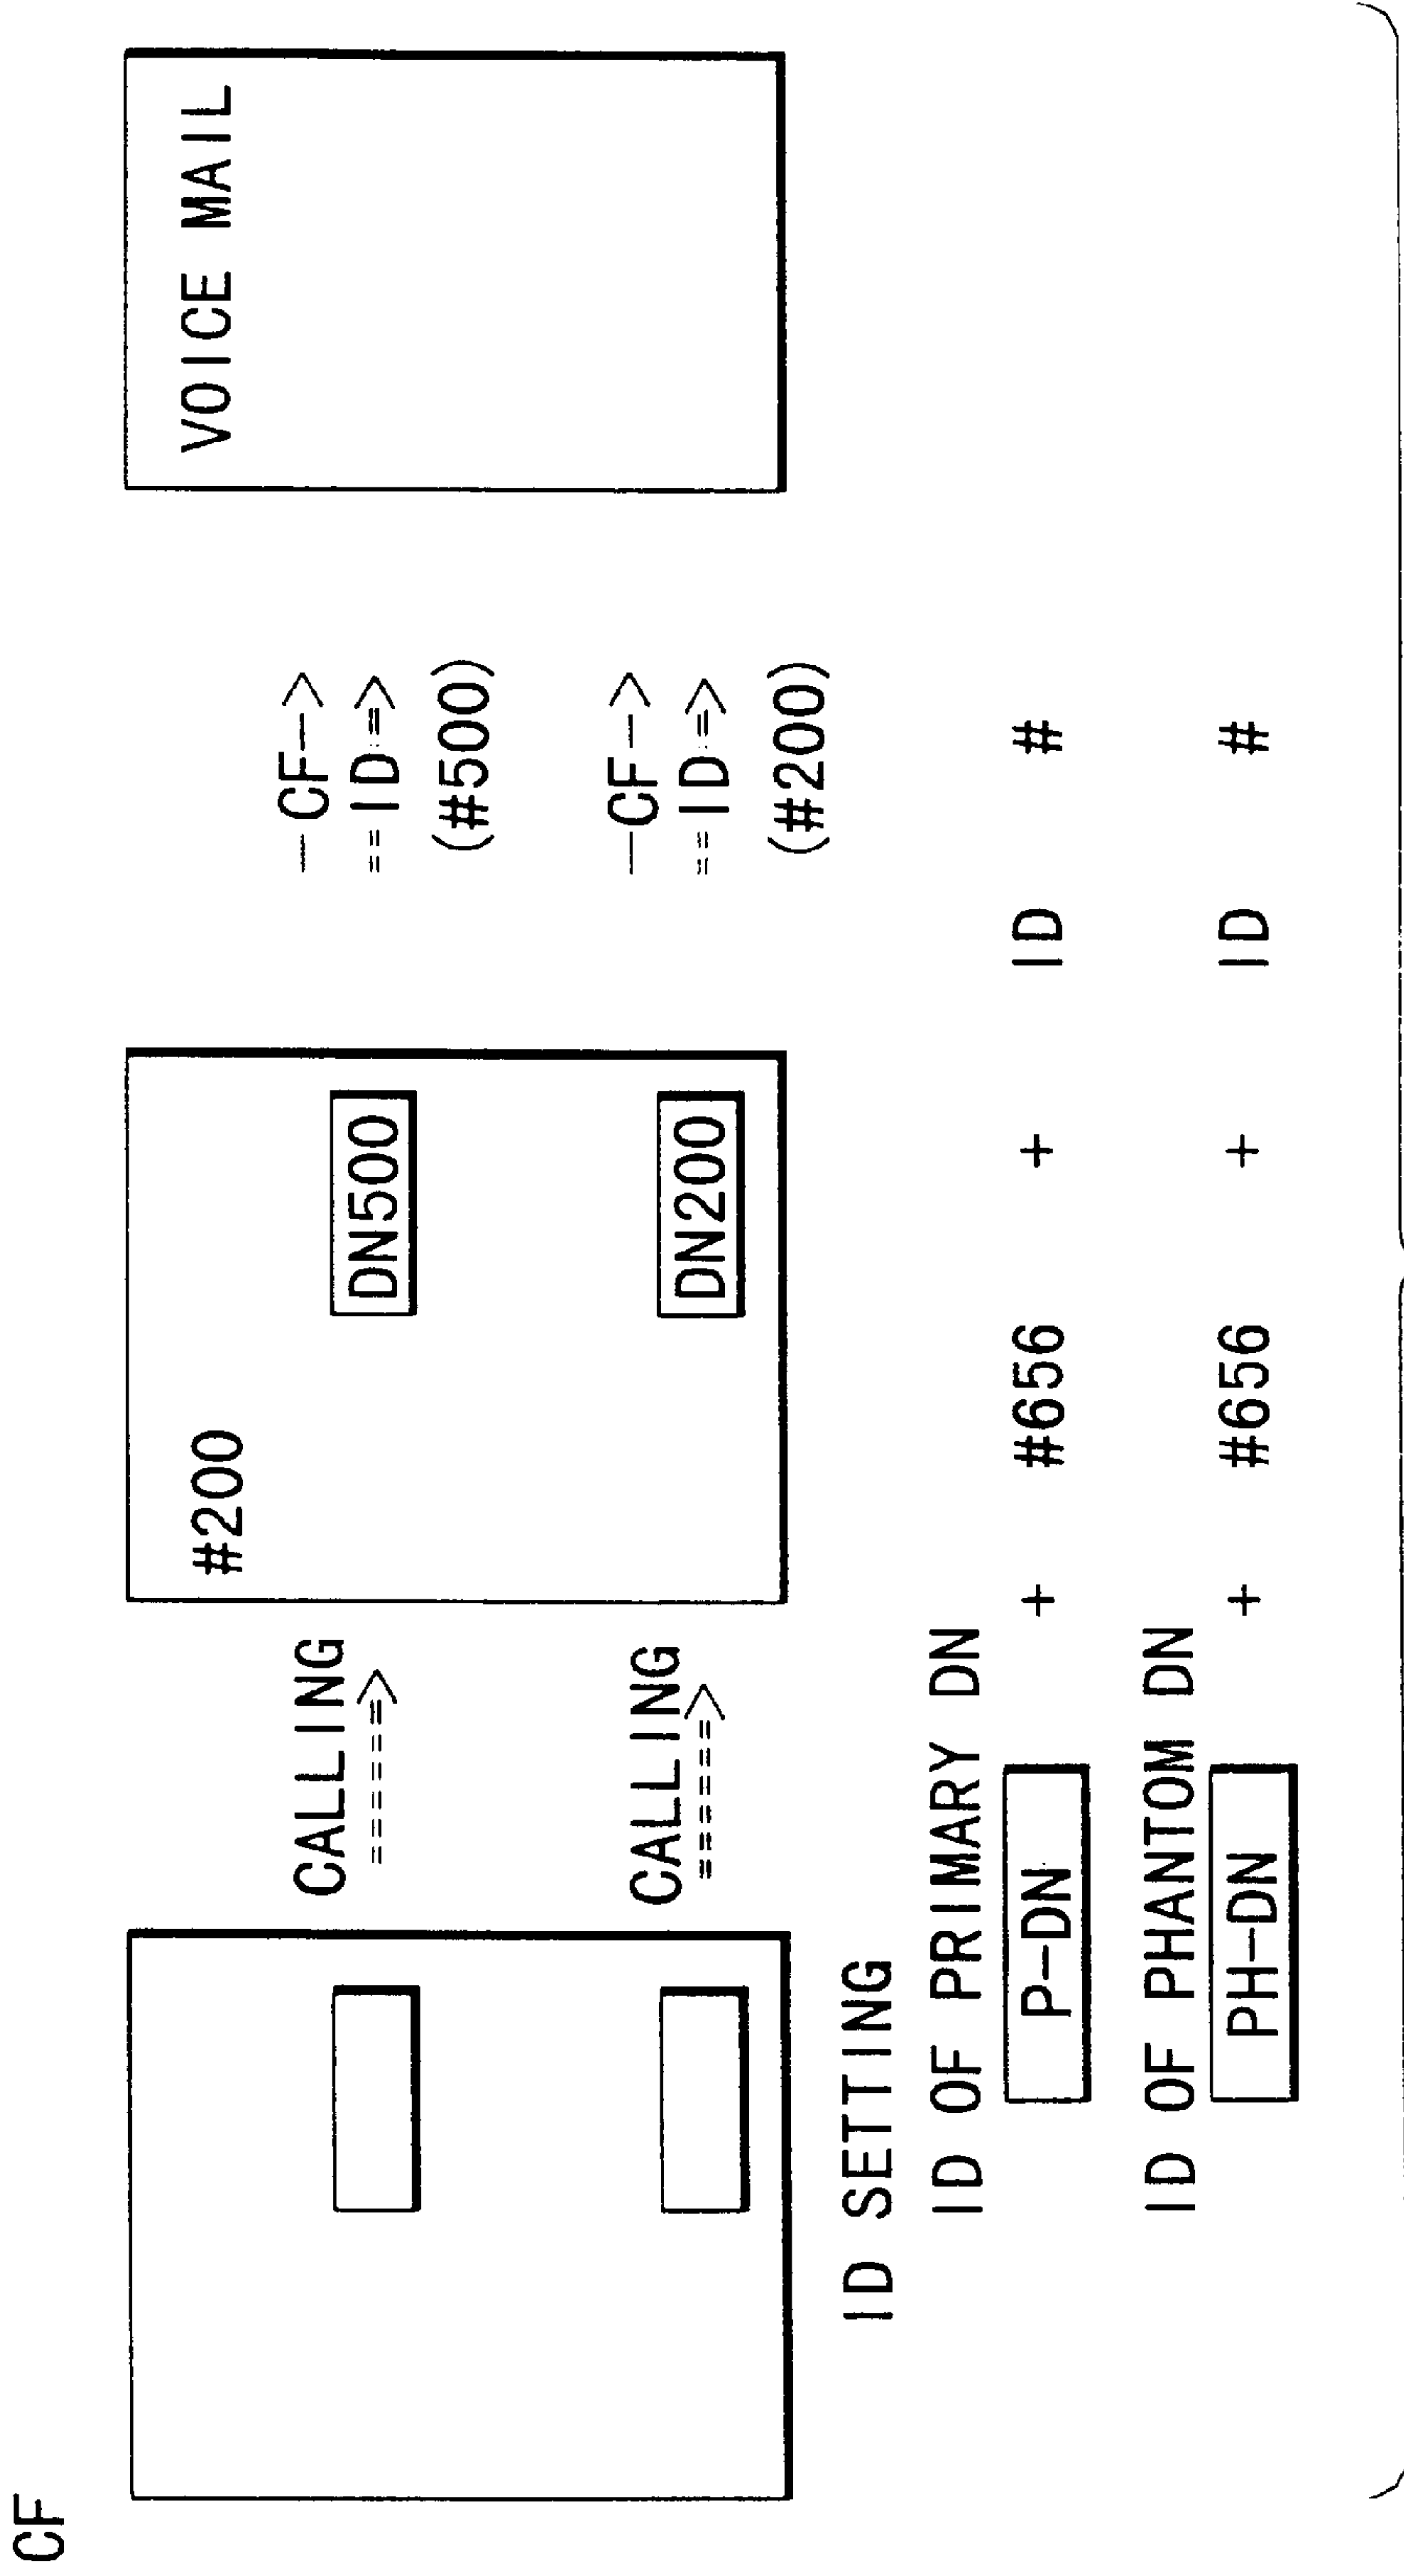 CF
VOICE MAIL
#200
CALLING
=======>
DN500
—CF—>
==ID=>
(#500)
CALLING
=======>
DN200
—CF—>
==ID=>
(#200)
ID SETTING
ID OF PRIMARY DN
P-DN + #656 + ID #
ID OF PHANTOM DN
PH-DN + #656 + ID #